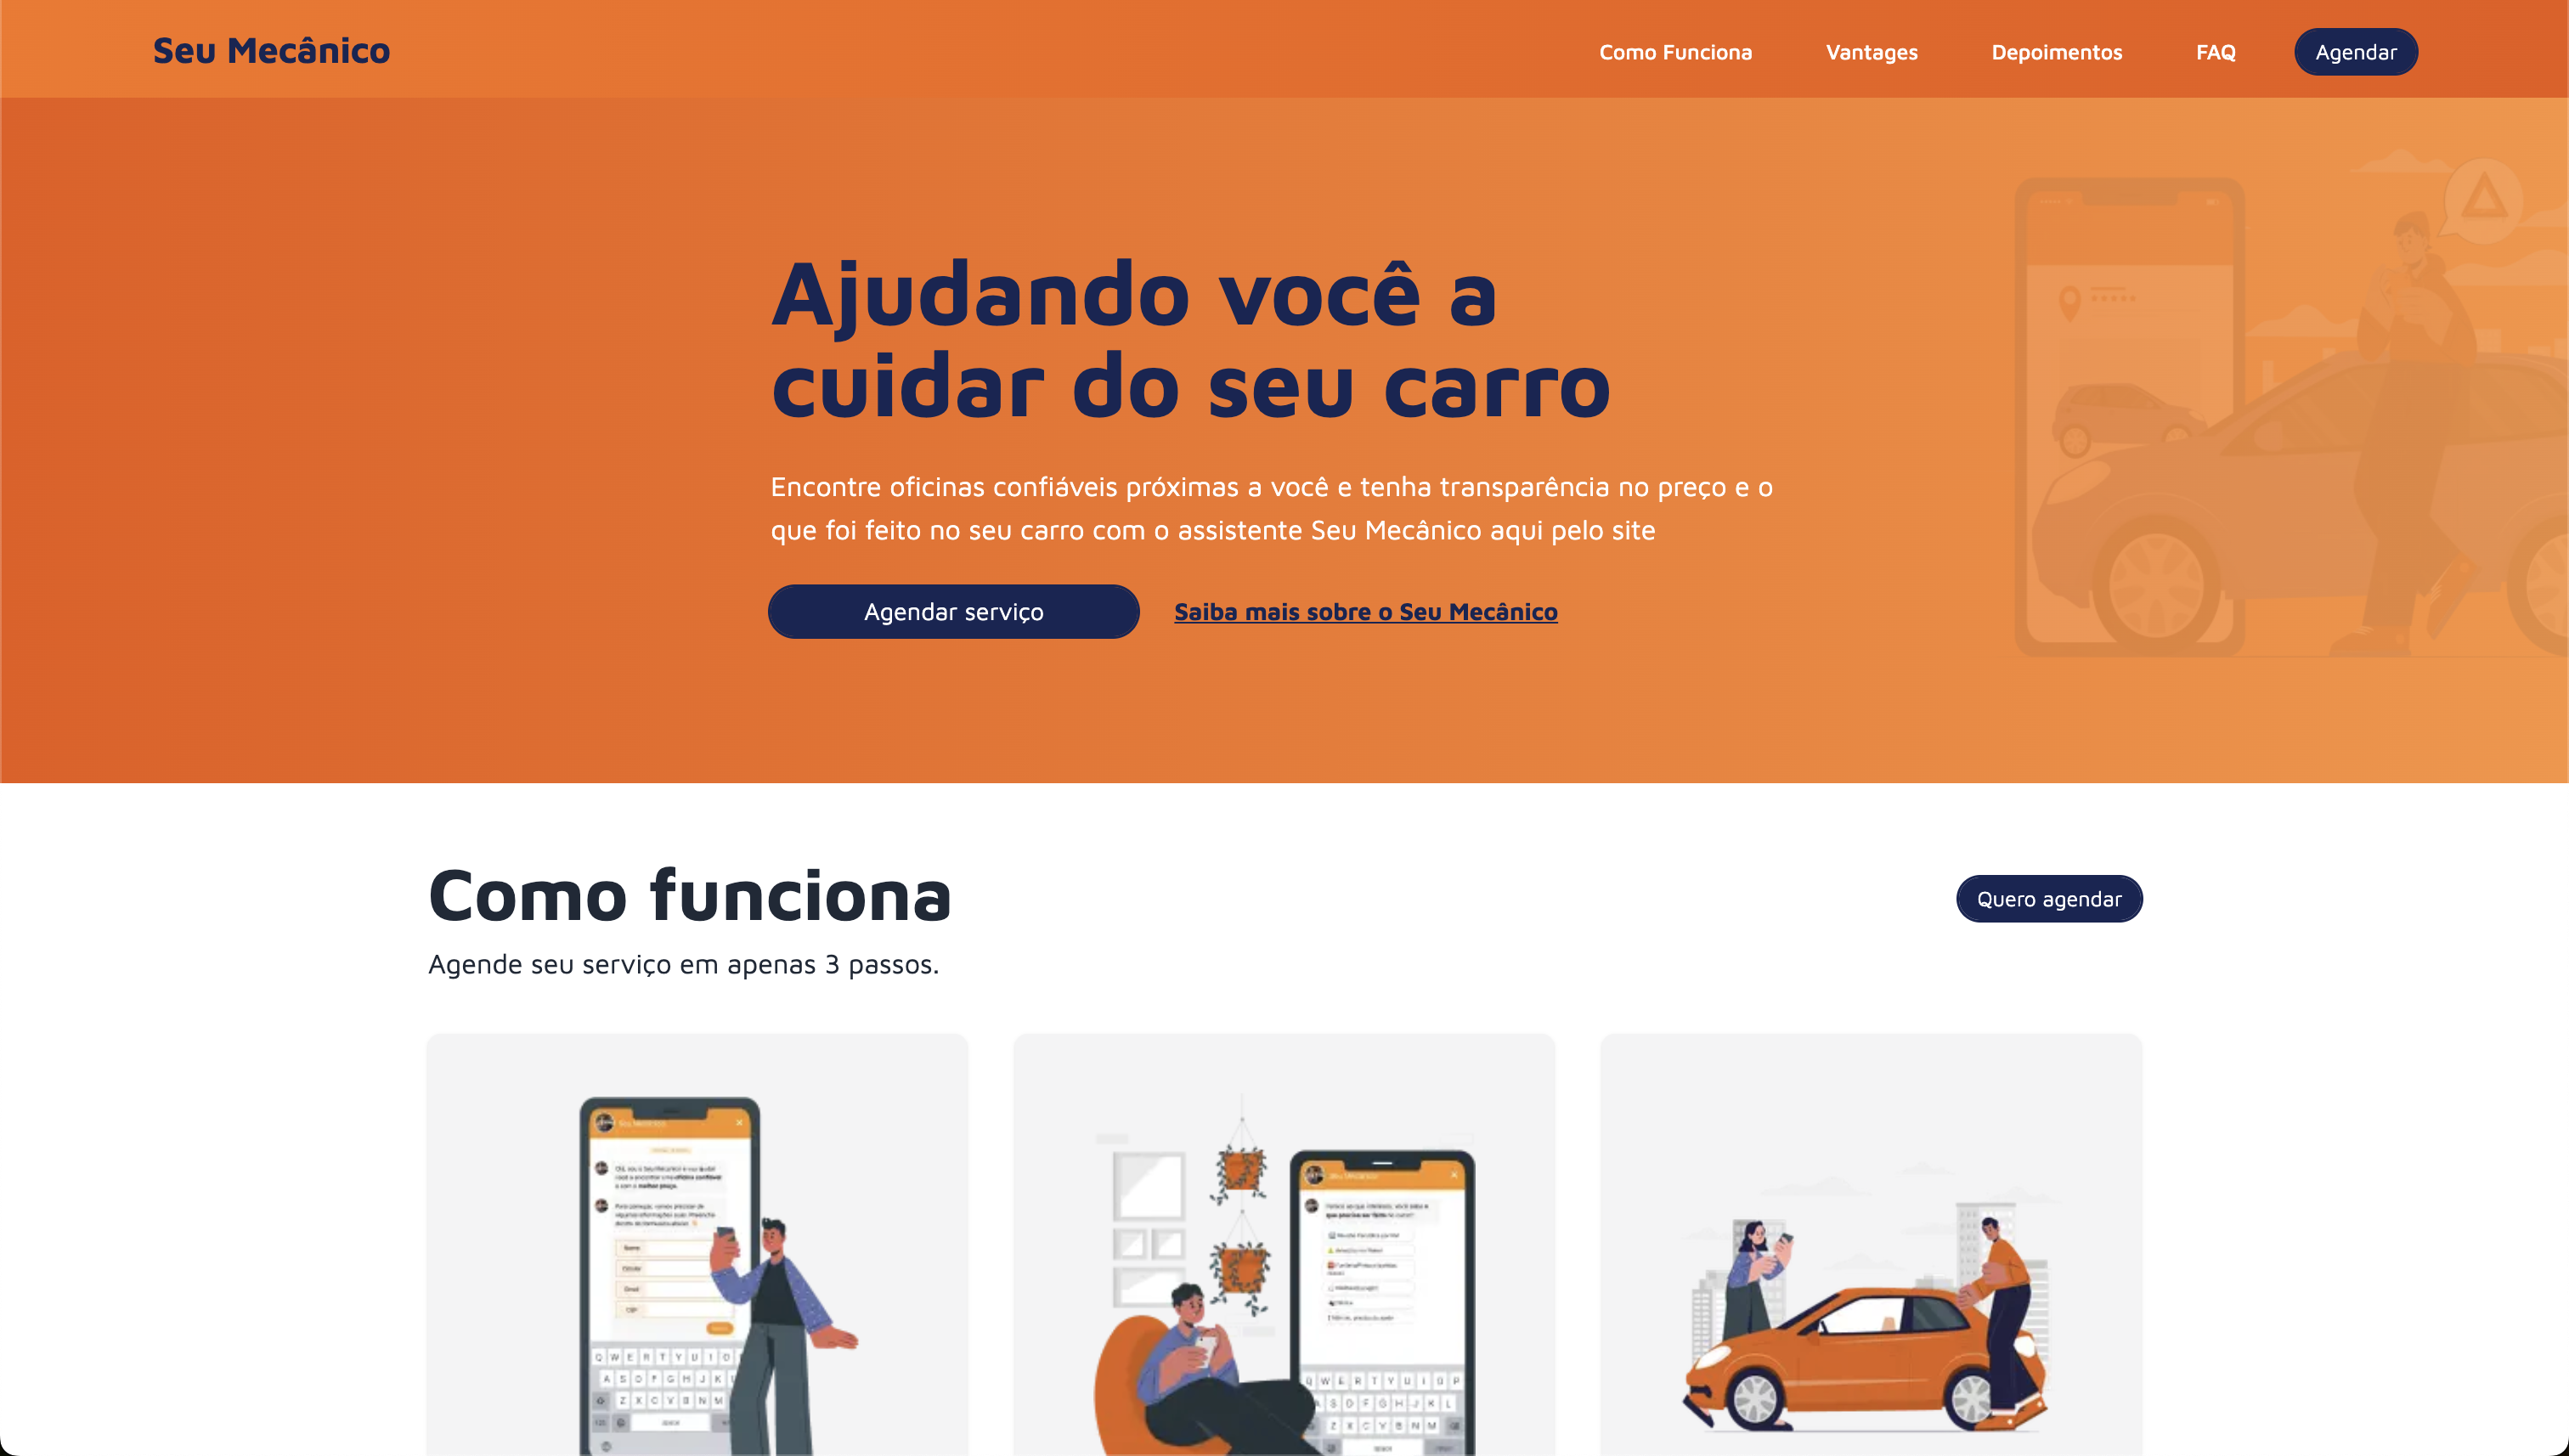 Seu Mecânico
Como Funciona
Vantages
Depoimentos
FAQ
Agendar
Ajudando você a
cuidar do seu carro
Encontre oficinas confiáveis próximas a você e tenha transparência no preço e o
que foi feito no seu carro com o assistente Seu Mecânico aqui pelo site
Agendar serviço
Saiba mais sobre o Seu Mecânico
Como funciona
Quero agendar
Agende seu serviço em apenas 3 passos.
Q W E R T Y U I O
A S D F G H J K
Z X C V B N M
Q W E R T Y U I O P
A S D F G H J K L
Z X C V B N M